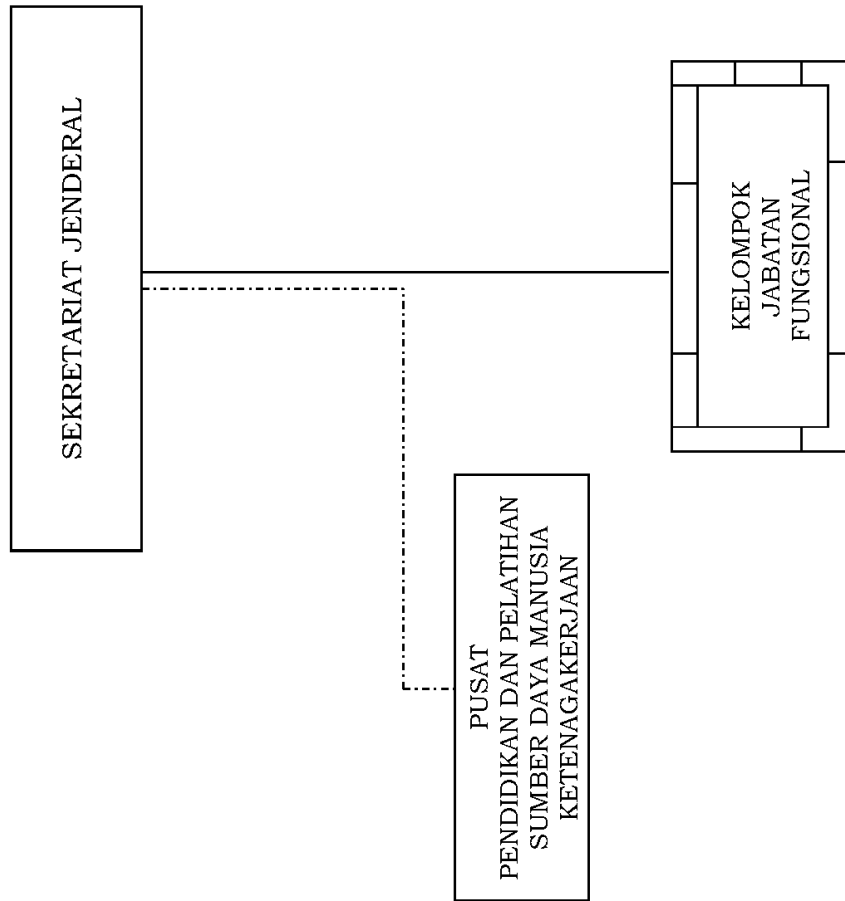 SEKRETARIAT JENDERAL
PUSAT
PENDIDIKAN DAN PELATIHAN
SUMBER DAYA MANUSIA
KETENAGAKERJAAN
KELOMPOK
JABATAN
FUNGSIONAL